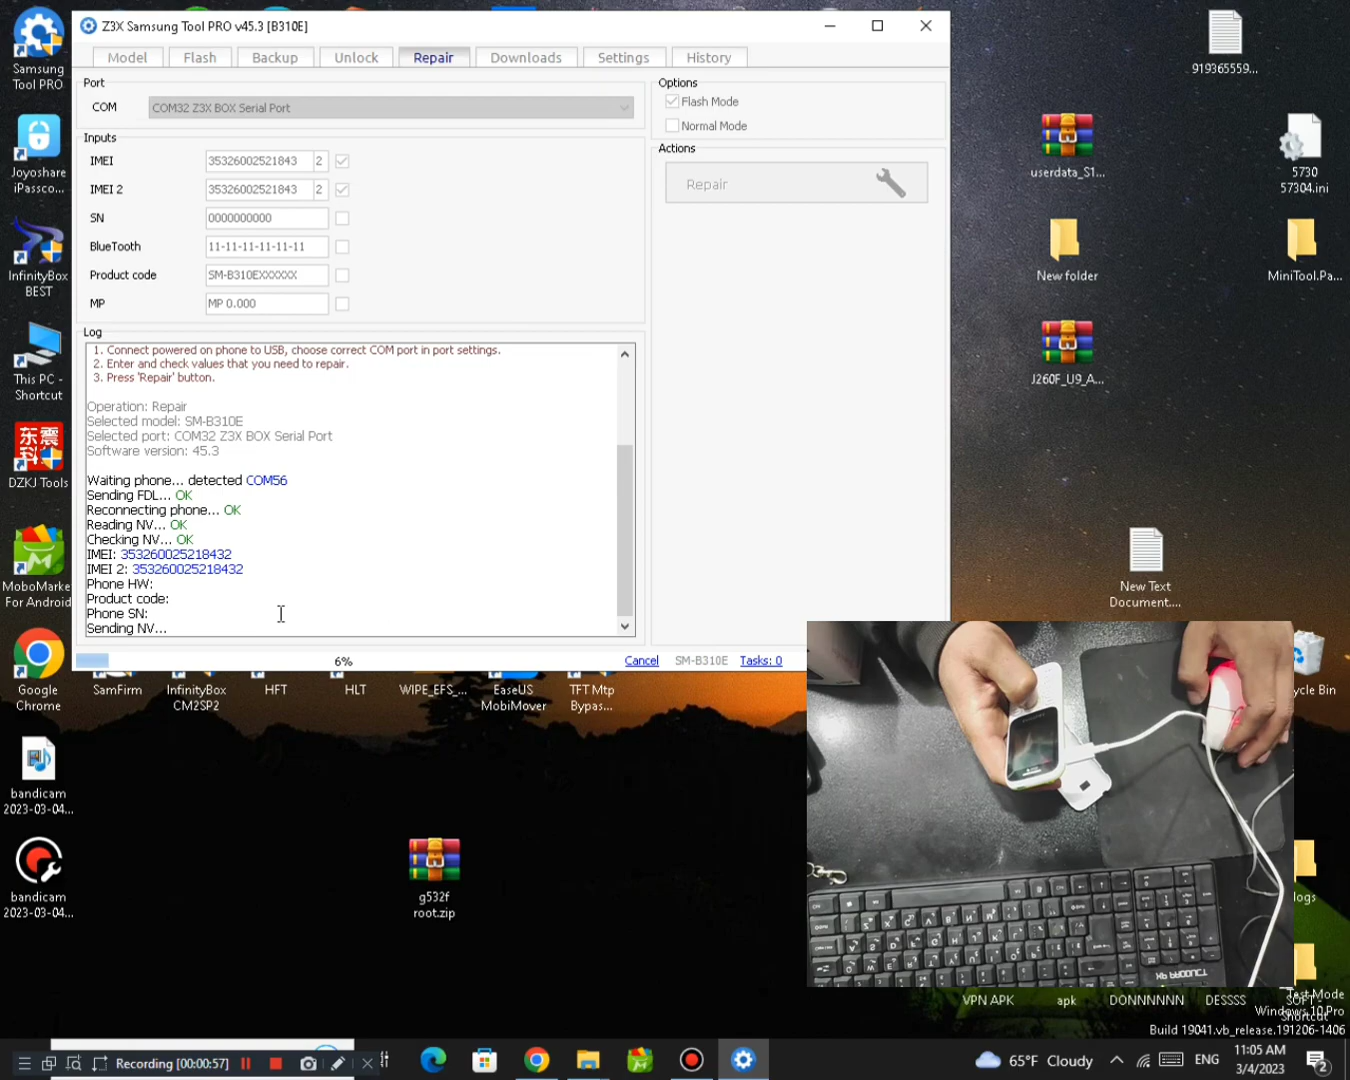 Z3X Samsung Tool PRO v45.3 [B310E]
Model
Flash
Backup
Unlock
Repair
Downloads
Settings
History
Port
COM
COM32 Z3X BOX Serial Port
Inputs
IMEI
35326002521843
2
IMEI 2
35326002521843
2
SN
0000000000
BlueTooth
11-11-11-11-11-11
Product code
SM-B310EXXXXXX
MP
MP 0.000
Options
Flash Mode
Normal Mode
Actions
Repair
Log
1. Connect powered on phone to USB, choose correct COM port in port settings.
2. Enter and check values that you need to repair.
3. Press 'Repair' button.
Operation: Repair
Selected model: SM-B310E
Selected port: COM32 Z3X BOX Serial Port
Software version: 45.3
Waiting phone... detected COM56
Sending FDL... OK
Reconnecting phone... OK
Reading NV... OK
Checking NV... OK
IMEI: 353260025218432
IMEI 2: 353260025218432
Phone HW:
Product code:
Phone SN:
Sending NV...
6%
Cancel
SM-B310E
Tasks: 0
Samsung
Tool PRO
Joyoshare
iPassco...
InfinityBox
BEST
This PC -
Shortcut
DZKJ Tools
东震
科
MoboMarket
For Android
Google
Chrome
bandicam
2023-03-04...
bandicam
2023-03-04...
SamFirm
InfinityBox
CM2SP2
HFT
HLT
WIPE_EFS_...
EaseUS
MobiMover
TFT Mtp
Bypas...
g532f
root.zip
919365559...
userdata_S1...
5730
57304.ini
New folder
MiniTool.Pa...
J260F_U9_A...
New Text
Document....
ycle Bin
logs
VPN APK
apk
DONNNNNN
DESSSS
SOFT -
Shortcut
Test Mode
Windows 10 Pro
Build 19041.vb_release.191206-1406
Recording [00:00:57]
65°F Cloudy
ENG
11:05 AM
3/4/2023
2